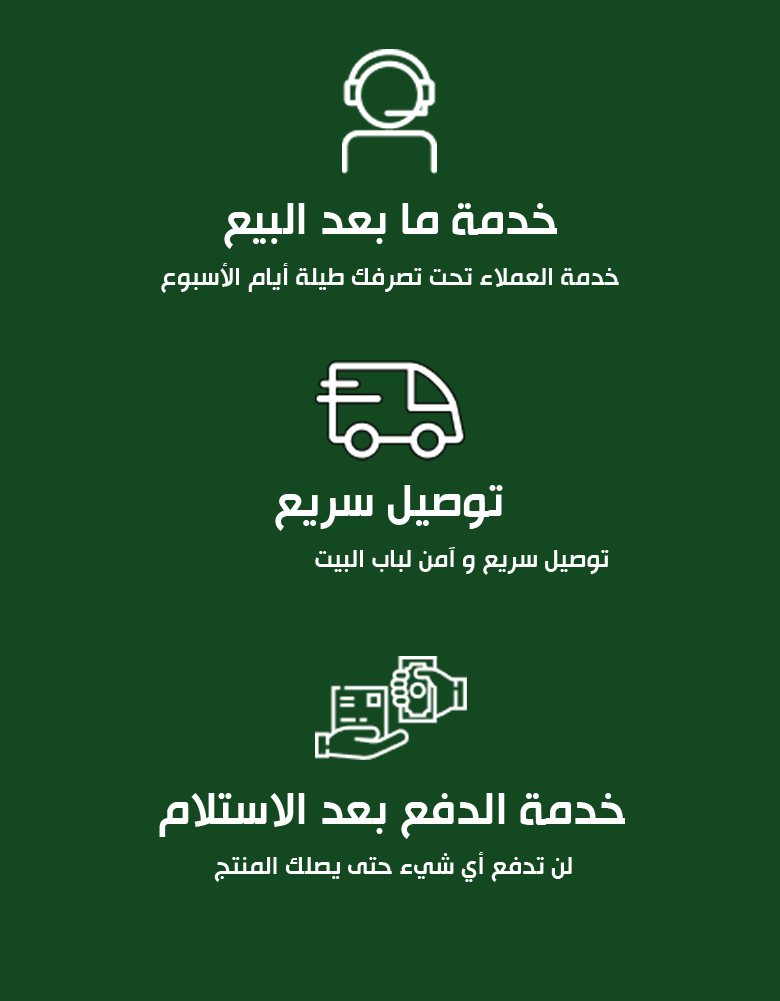 خدمة ما بعد البيع
خدمة العملاء تحت تصرفك طيلة أيام الأسبوع
توصيل سريع
توصيل سريع و آمن لباب البيت
خدمة الدفع بعد الاستلام
لن تدفع أي شيء حتى يصلك المنتج